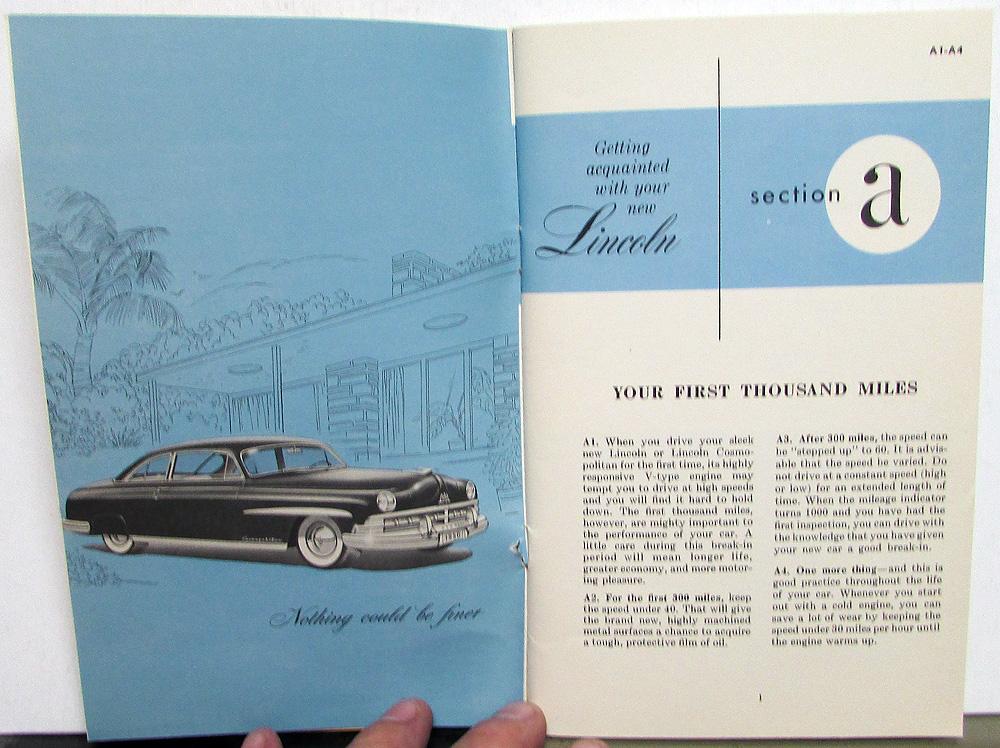 Nothing could be finer
A1-A4
Getting
acquainted
with your
new
Lincoln
section a
YOUR FIRST THOUSAND MILES
A1. When you drive your sleek
new Lincoln or Lincoln Cosmo-
politan for the first time, its highly
responsive V-type engine may
tempt you to drive at high speeds
and you will find it hard to hold
down. The first thousand miles,
however, are mighty important to
the performance of your car. A
little care during this break-in
period will mean longer life,
greater economy, and more motor-
ing pleasure.
A2. For the first 300 miles, keep
the speed under 40. That will give
the brand new, highly machined
metal surfaces a chance to acquire
a tough, protective film of oil.
A3. After 300 miles, the speed can
be "stepped up" to 60. It is advis-
able that the speed be varied. Do
not drive at a constant speed (high
or low) for an extended length of
time. When the mileage indicator
turns 1000 and you have had the
first inspection, you can drive with
the knowledge that you have given
your new car a good break-in.
A4. One more thing—and this is
good practice throughout the life
of your car. Whenever you start
out with a cold engine, you can
save a lot of wear by keeping the
speed under 30 miles per hour until
the engine warms up.
1